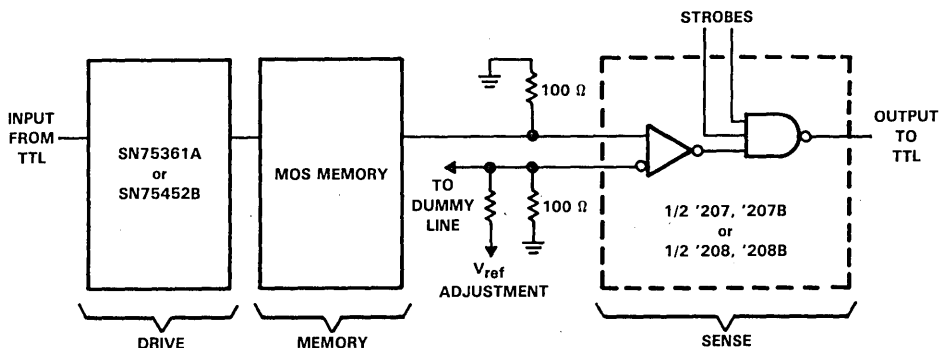 STROBES
INPUT
FROM
TTL
SN75361A
or
SN75452B
MOS MEMORY
100 Ω
TO
DUMMY
LINE
100 Ω
Vref
ADJUSTMENT
1/2 '207, '207B
or
1/2 '208, '208B
OUTPUT
TO
TTL
DRIVE
MEMORY
SENSE